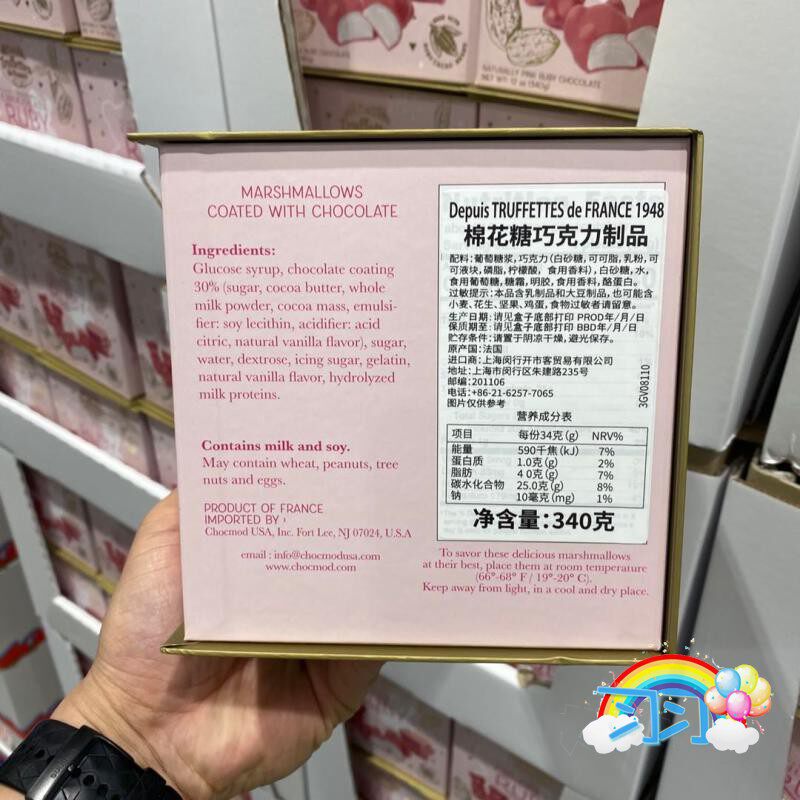 NATURALLY PINK RUBY CHOCOLATE
NET WT 12 oz (340g)
RUBY
MARSHMALLOWS
COATED WITH CHOCOLATE
Ingredients:
Glucose syrup, chocolate coating
30% (sugar, cocoa butter, whole
milk powder, cocoa mass, emulsi-
fier: soy lecithin, acidifier: acid
citric, natural vanilla flavor), sugar,
water, dextrose, icing sugar, gelatin,
natural vanilla flavor, hydrolyzed
milk proteins.
Contains milk and soy.
May contain wheat, peanuts, tree
nuts and eggs.
PRODUCT OF FRANCE
IMPORTED BY :
Chocmod USA, Inc. Fort Lee, NJ 07024, U.S.A
email : info@chocmodusa.com
www.chocmod.com
Depuis TRUFFETTES de FRANCE 1948
棉花糖巧克力制品
配料:葡萄糖浆,巧克力(白砂糖,可可脂,乳粉,可
可液块,磷脂,柠檬酸,食用香料),白砂糖,水,
食用葡萄糖,糖霜,明胶,食用香料,酪蛋白。
过敏提示:本品含乳制品和大豆制品,也可能含
小麦、花生、坚果、鸡蛋,食物过敏者请留意。
生产日期:请见盒子底部打印 PROD年/月/日
保质期至:请见盒子底部打印 BBD年/月/日
贮存条件:请置于阴凉干燥,避光保存。
原产国:法国
进口商:上海闵行开市客贸易有限公司
地址:上海市闵行区朱建路235号
邮编:201106
电话:+86-21-6257-7065
图片仅供参考
3GV08110
营养成分表
项目 每份34克(g) NRV%
能量 590千焦(kJ) 7%
蛋白质 1.0克(g) 2%
脂肪 4 0克(g) 7%
碳水化合物 25.0克(g) 8%
钠 10毫克(mg) 1%
净含量:340克
To savor these delicious marshmallows
at their best, place them at room temperature
(66°-68° F / 19°-20° C).
Keep away from light, in a cool and dry place.